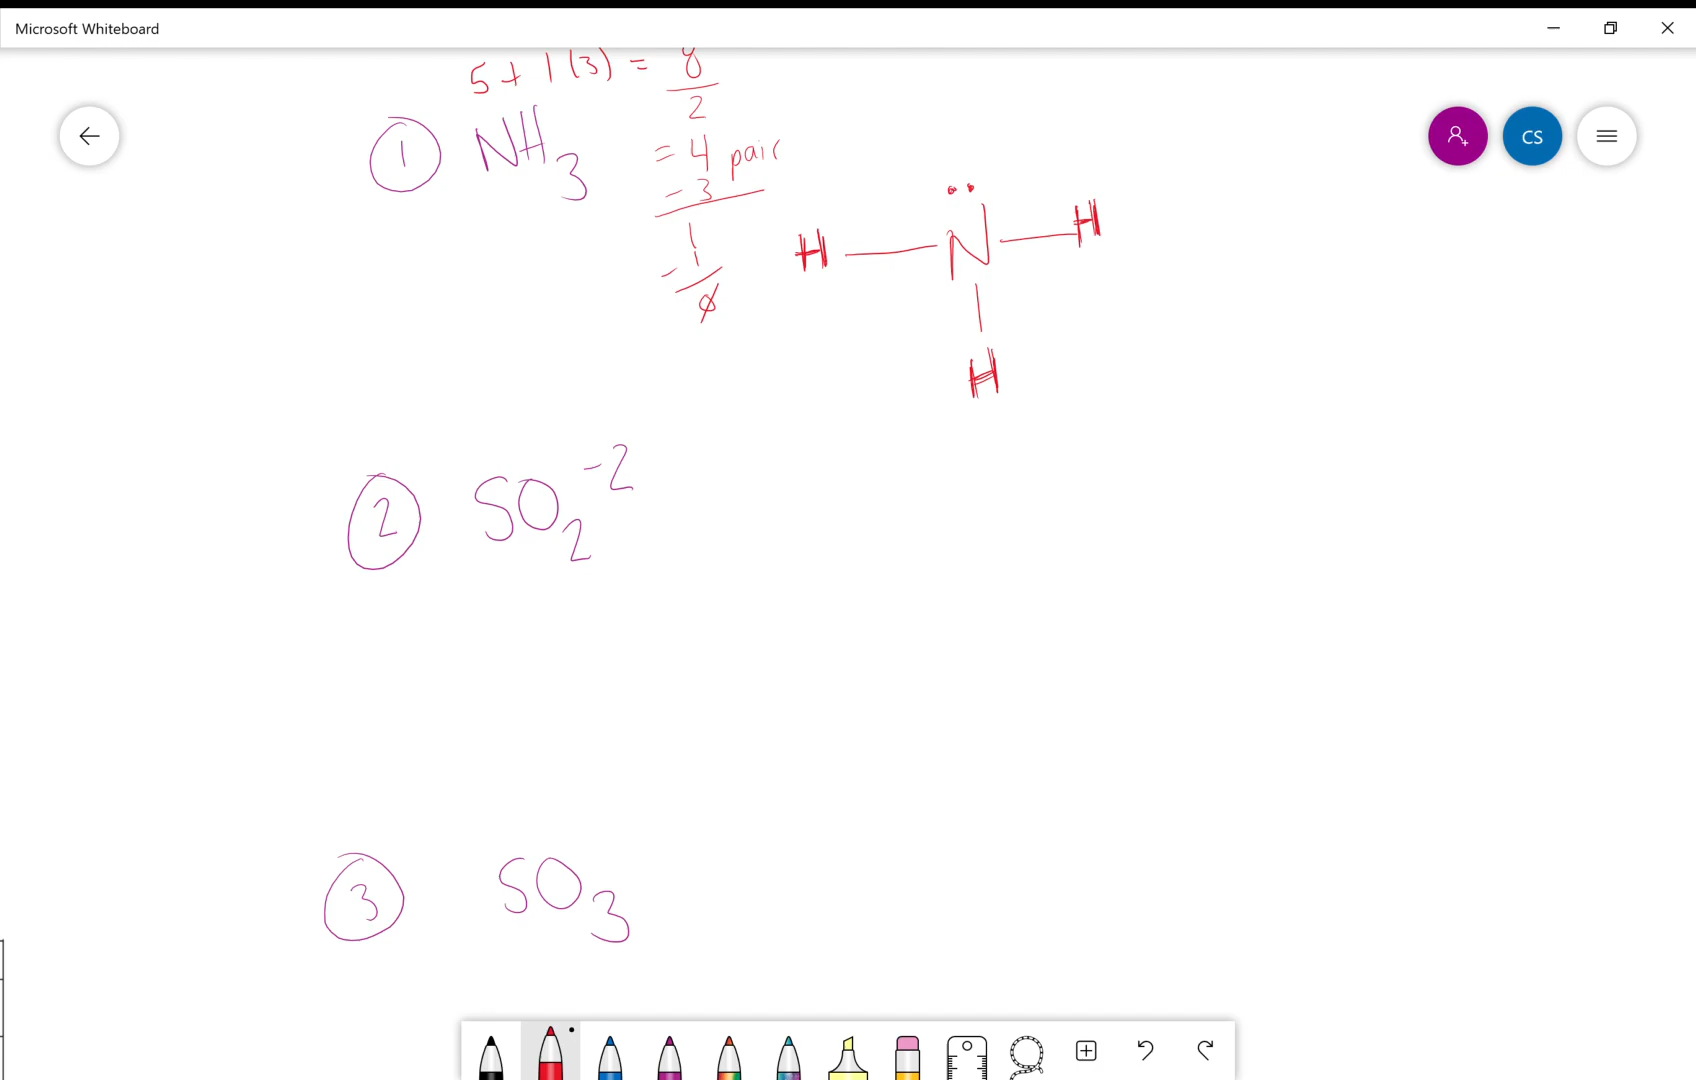 Microsoft Whiteboard
5 + 1 (3) = 8
2
① NH₃
= 4 pair
- 3
1
- 1
0
H — N̈ — H
|
H
CS
② SO₂⁻²
③ SO₃